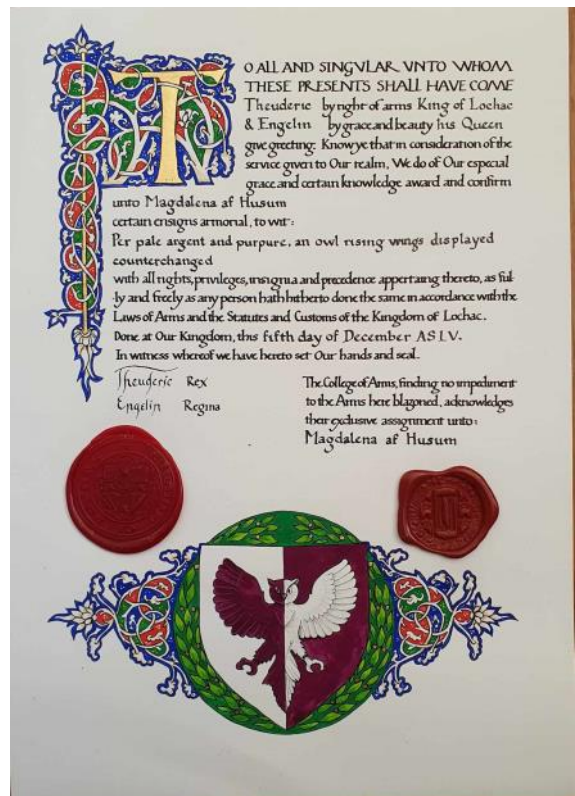 TO ALL AND SINGVLAR VNTO WHOM
THESE PRESENTS SHALL HAVE COME
Theuderic by right of arms King of Lochac
& Engelin by grace and beauty his Queen
give greeting. Know ye that in consideration of the
service given to Our realm, We do of Our especial
grace and certain knowledge award and confirm
unto Magdalena af Husum
certain ensigns armorial, to wit:
Per pale argent and purpure, an owl rising wings displayed
counterchanged
with all rights, privileges, insignia and precedence appertaing thereto, as ful-
ly and freely as any person hath hitherto done the same in accordance with the
Laws of Arms and the Statutes and Customs of the Kingdom of Lochac.
Done at Our Kingdom, this fifth day of December AS LV.
In witness whereof we have hereto set Our hands and seal.
Theuderic Rex
Engelin Regina
The College of Arms, finding no impediment
to the Arms here blazoned, acknowledges
their exclusive assignment unto:
Magdalena af Husum